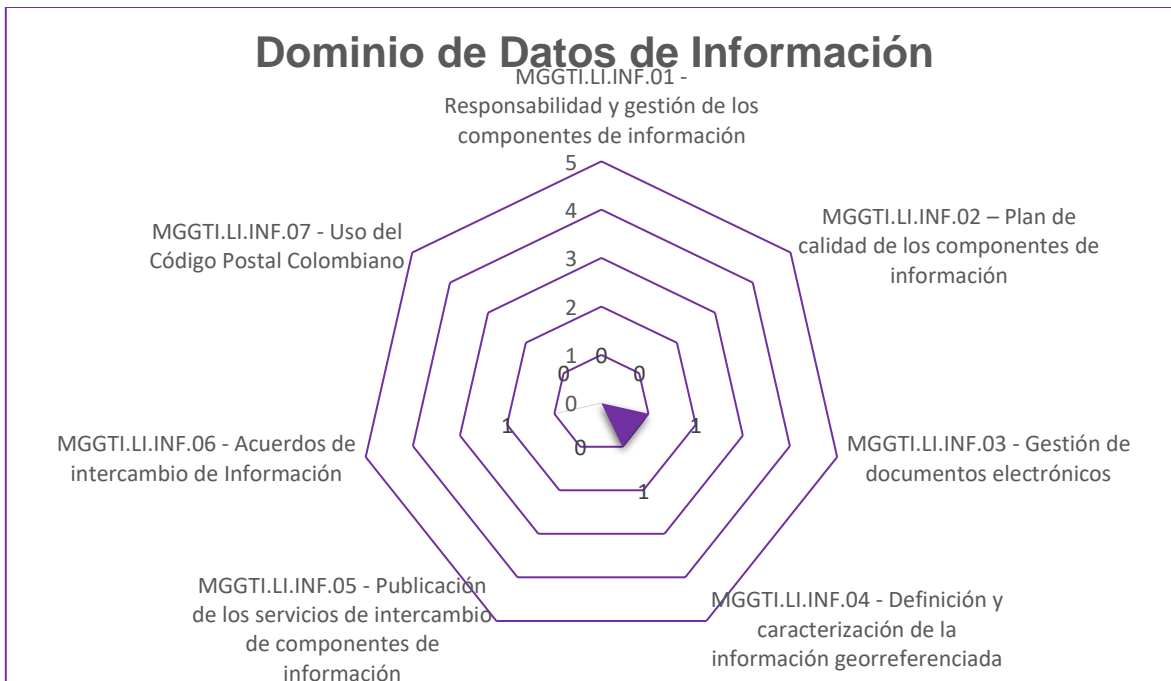 Dominio de Datos de Información
MGGTI.LI.INF.01 -
Responsabilidad y gestión de los
componentes de información
5
4
3
2
1
0
MGGTI.LI.INF.02 – Plan de
calidad de los componentes de
información
MGGTI.LI.INF.03 - Gestión de
documentos electrónicos
MGGTI.LI.INF.04 - Definición y
caracterización de la
información georreferenciada
MGGTI.LI.INF.05 - Publicación
de los servicios de intercambio
de componentes de
información
MGGTI.LI.INF.06 - Acuerdos de
intercambio de Información
MGGTI.LI.INF.07 - Uso del
Código Postal Colombiano
0
0
1
1
0
1
0